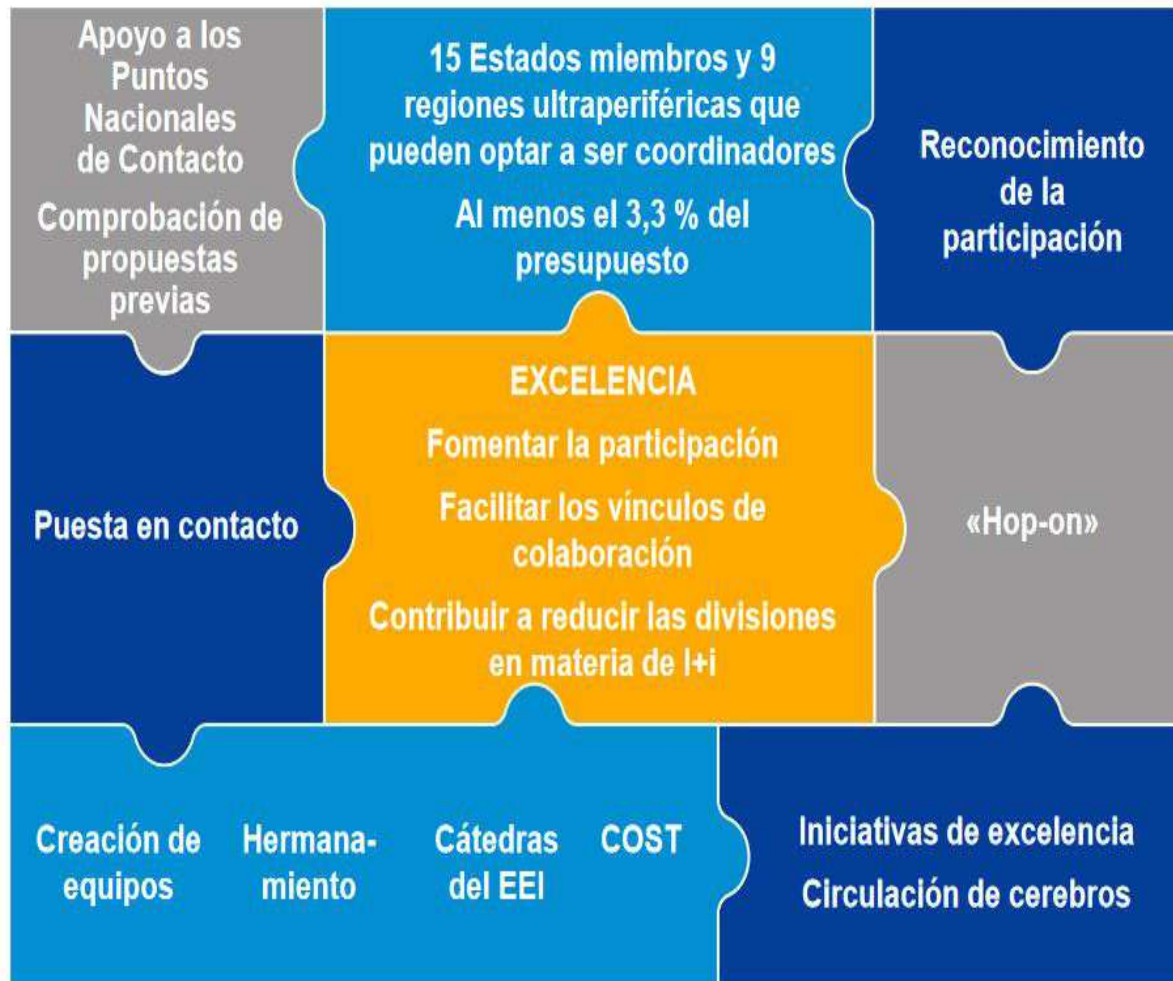 Apoyo a los
Puntos
Nacionales
de Contacto
Comprobación de
propuestas
previas
15 Estados miembros y 9
regiones ultraperiféricas que
pueden optar a ser coordinadores
Al menos el 3,3 % del
presupuesto
Reconocimiento
de la
participación
Puesta en contacto
EXCELENCIA
Fomentar la participación
Facilitar los vínculos de
colaboración
Contribuir a reducir las divisiones
en materia de I+i
«Hop-on»
Creación de
equipos
Hermana-
miento
Cátedras
del EEI
COST
Iniciativas de excelencia
Circulación de cerebros